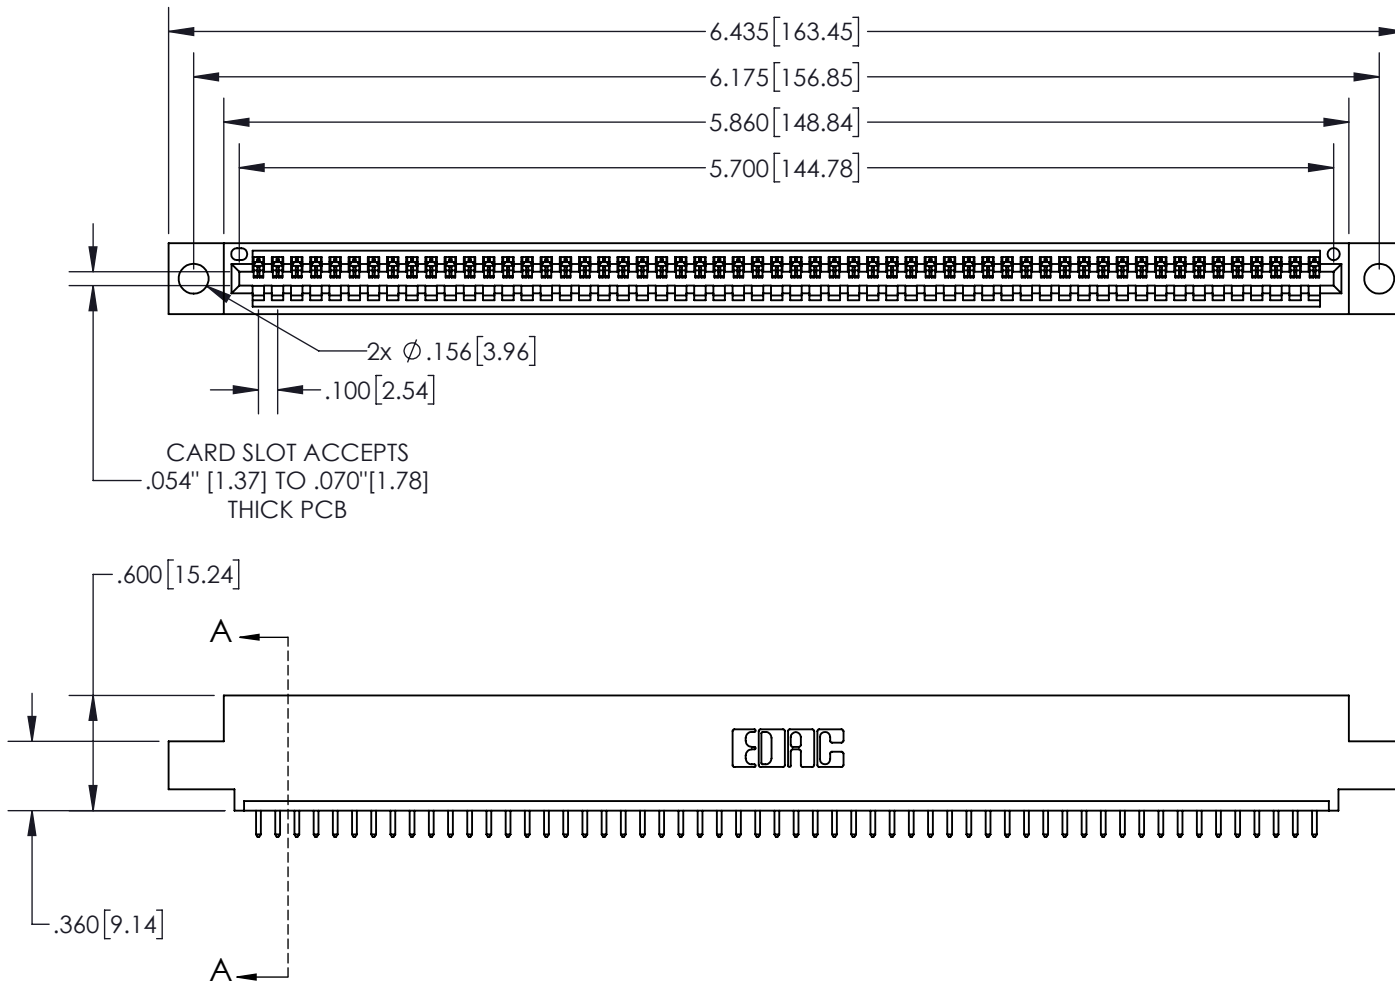 6.435[163.45]
6.175[156.85]
5.860[148.84]
5.700[144.78]
2x Ø.156[3.96]
.100[2.54]
CARD SLOT ACCEPTS
.054" [1.37] TO .070"[1.78]
THICK PCB
.600[15.24]
A
EDAC
.360[9.14]
A